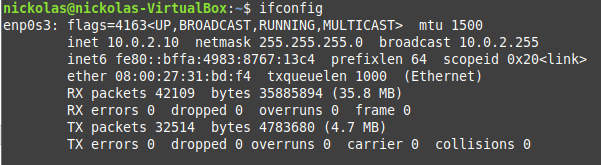 nickolas@nickolas-VirtualBox:~$ ifconfig
enp0s3: flags=4163<UP,BROADCAST,RUNNING,MULTICAST>  mtu 1500
        inet 10.0.2.10  netmask 255.255.255.0  broadcast 10.0.2.255
        inet6 fe80::bffa:4983:8767:13c4  prefixlen 64  scopeid 0x20<link>
        ether 08:00:27:31:bd:f4  txqueuelen 1000  (Ethernet)
        RX packets 42109  bytes 35885894 (35.8 MB)
        RX errors 0  dropped 0  overruns 0  frame 0
        TX packets 32514  bytes 4783680 (4.7 MB)
        TX errors 0  dropped 0 overruns 0  carrier 0  collisions 0